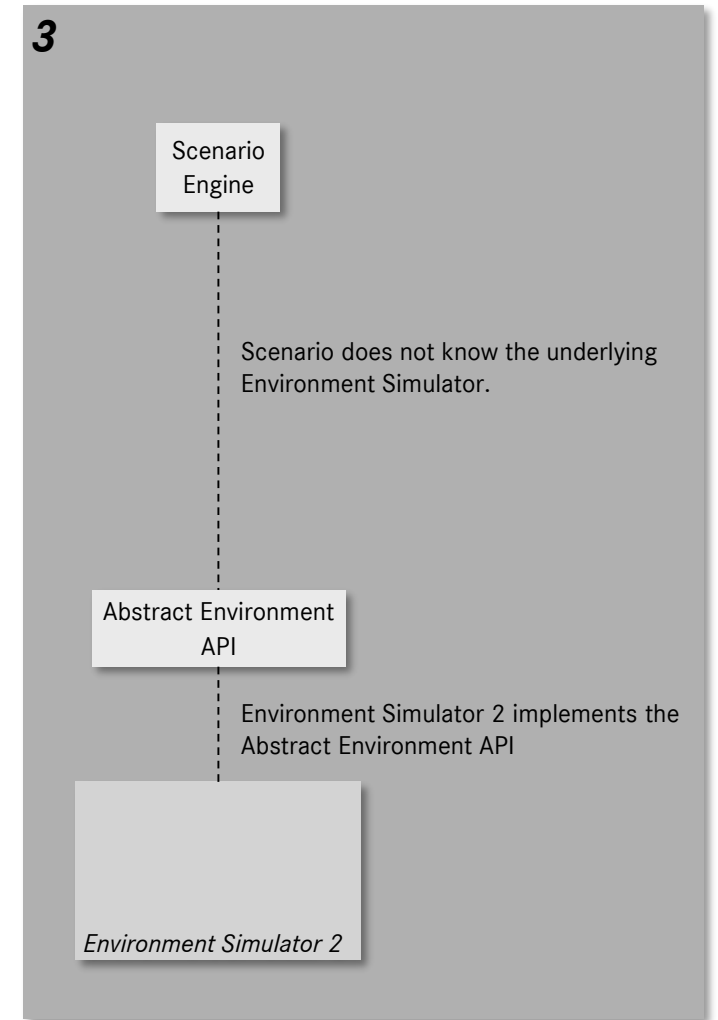 3
Scenario
Engine
Scenario does not know the underlying
Environment Simulator.
Abstract Environment
API
Environment Simulator 2 implements the
Abstract Environment API
Environment Simulator 2